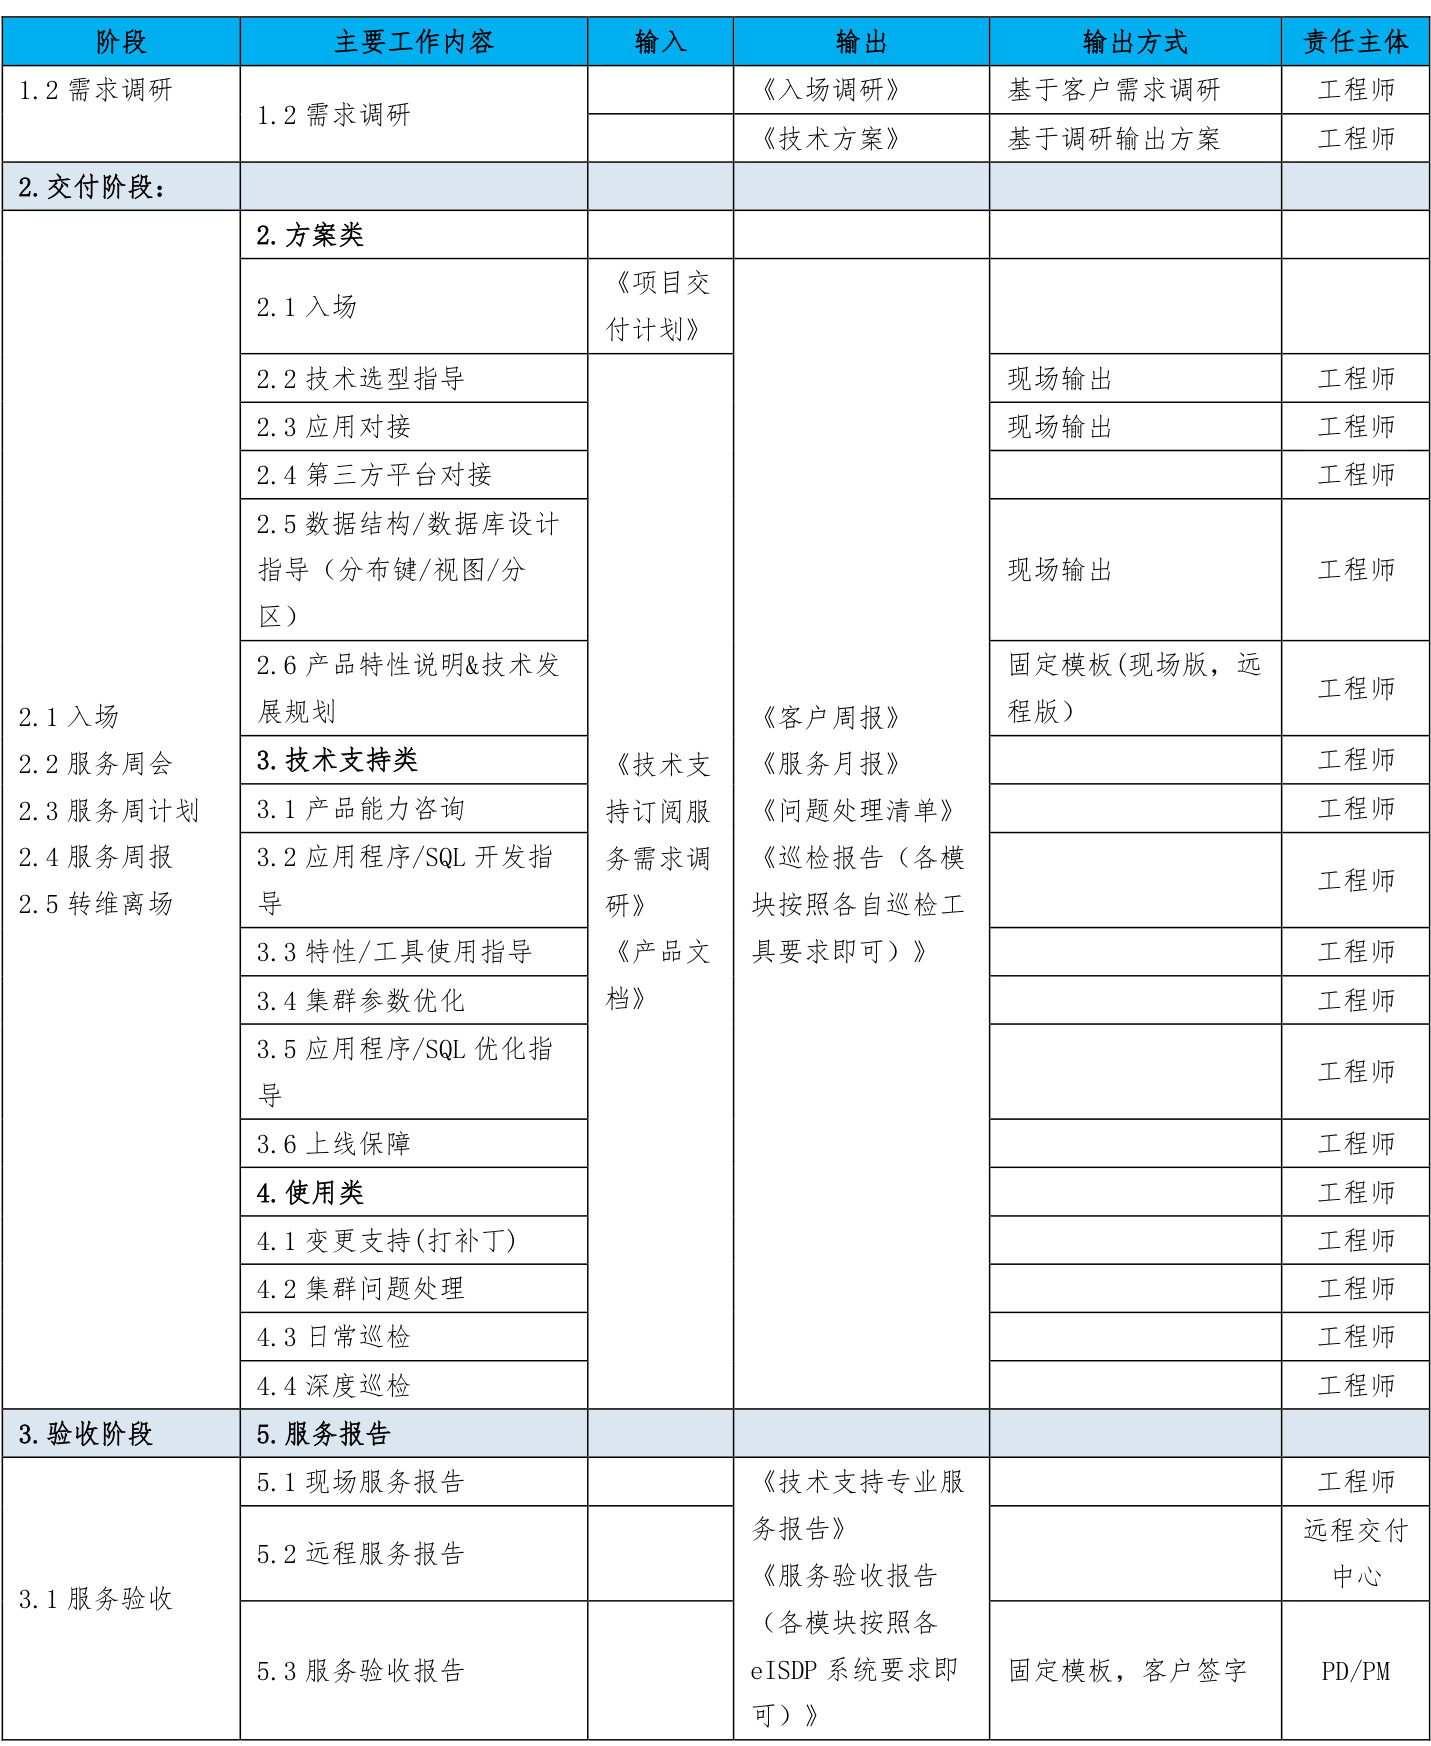 阶段 主要工作内容 输入 输出 输出方式 责任主体
1.2需求调研 1.2需求调研 《入场调研》 基于客户需求调研 工程师
《技术方案》 基于调研输出方案 工程师
2.交付阶段：
2.1入场
2.2服务周会
2.3服务周计划
2.4服务周报
2.5转维离场
2.方案类
2.1入场
《项目交
付计划》
2.2技术选型指导 现场输出 工程师
2.3应用对接 现场输出 工程师
2.4第三方平台对接 工程师
2.5数据结构/数据库设计
指导（分布键/视图/分
区）
现场输出 工程师
2.6产品特性说明&技术发
展规划
固定模板(现场版，远
程版）
工程师
《技术支
持订阅服
务需求调
研》
《产品文
档》
《客户周报》
《服务月报》
《问题处理清单》
《巡检报告（各模
块按照各自巡检工
具要求即可）》
3.技术支持类 工程师
3.1产品能力咨询 工程师
3.2应用程序/SQL开发指
导
工程师
3.3特性/工具使用指导 工程师
3.4集群参数优化 工程师
3.5应用程序/SQL优化指
导
工程师
3.6上线保障 工程师
4.使用类 工程师
4.1变更支持(打补丁) 工程师
4.2集群问题处理 工程师
4.3日常巡检 工程师
4.4深度巡检 工程师
3.验收阶段 5.服务报告
3.1服务验收
5.1现场服务报告 工程师
5.2远程服务报告
远程交付
中心
《技术支持专业服
务报告》
《服务验收报告
（各模块按照各
eISDP系统要求即
可）》
5.3服务验收报告 固定模板，客户签字 PD/PM